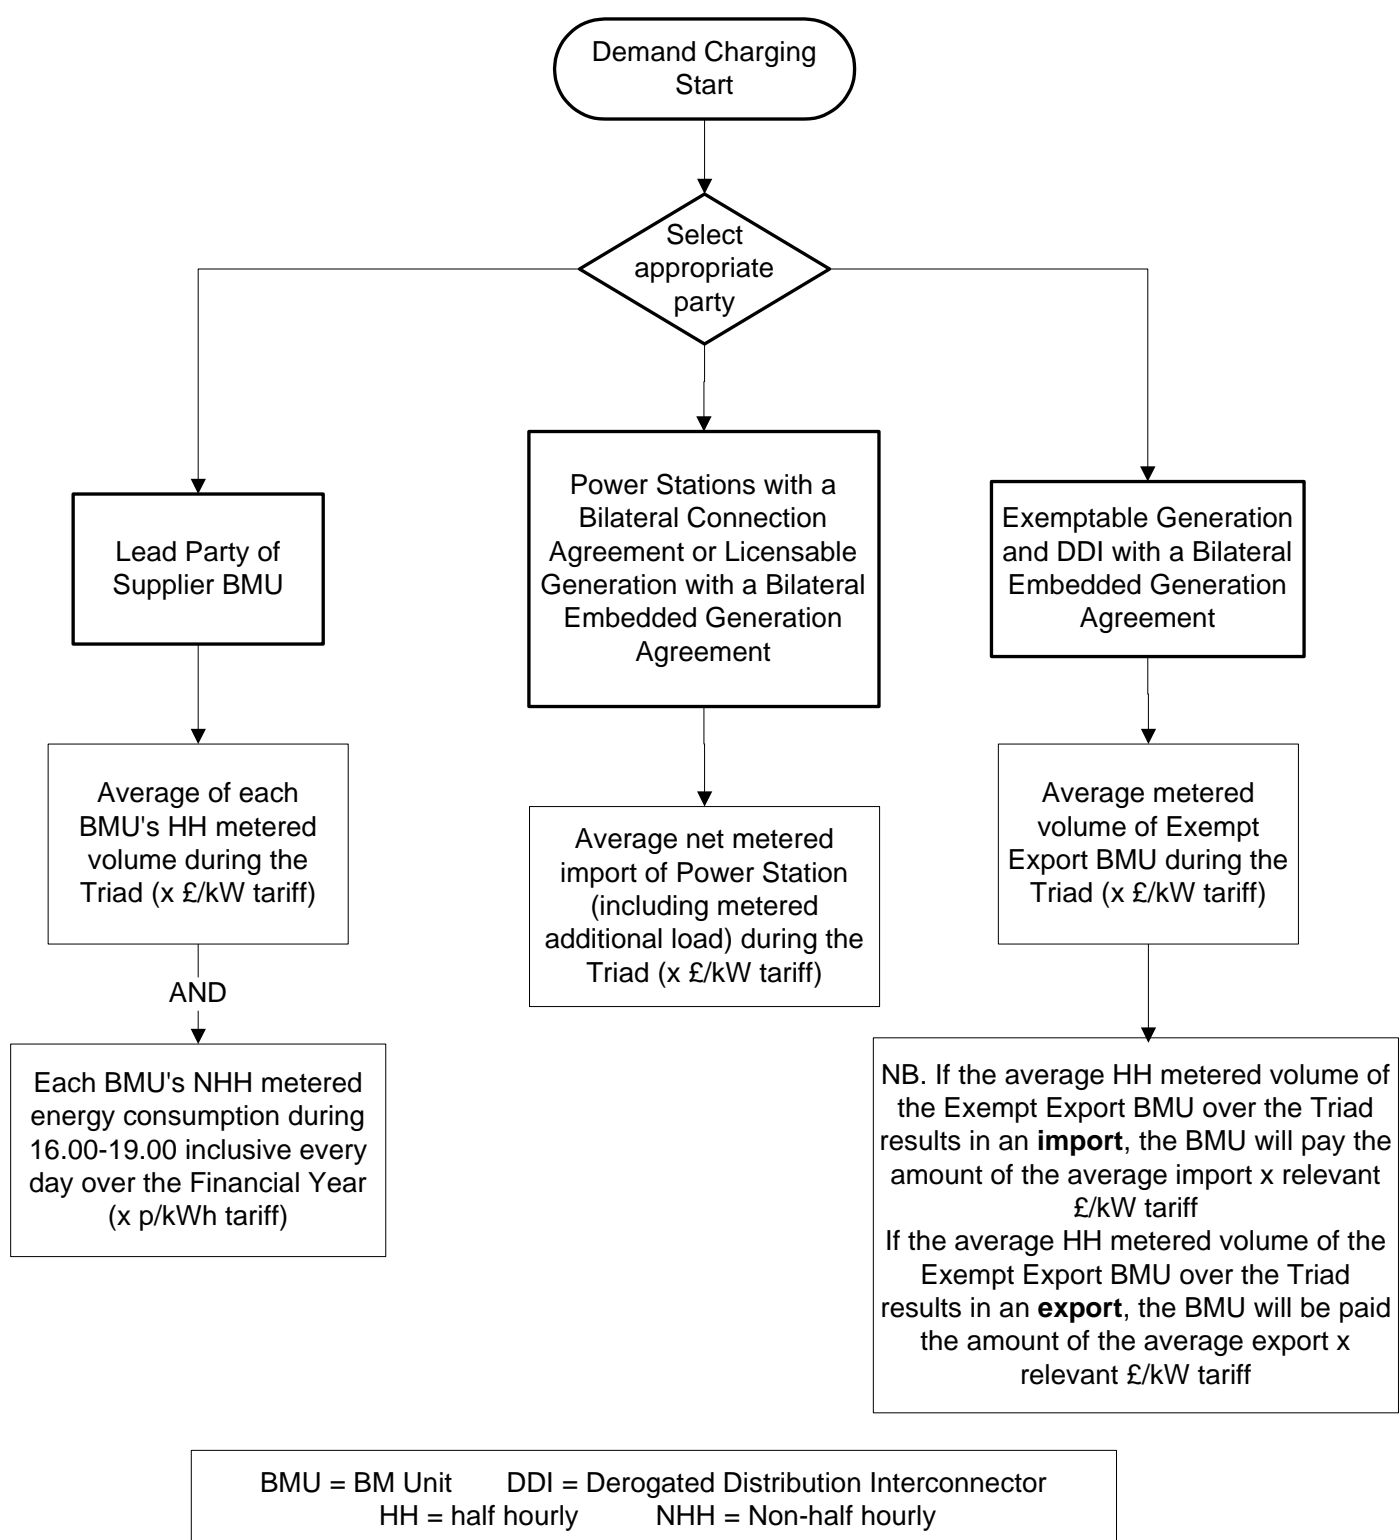 Demand Charging
Start
Select
appropriate
party
Lead Party of
Supplier BMU
Power Stations with a
Bilateral Connection
Agreement or Licensable
Generation with a Bilateral
Embedded Generation
Agreement
Exemptable Generation
and DDI with a Bilateral
Embedded Generation
Agreement
Average of each
BMU's HH metered
volume during the
Triad (x £/kW tariff)
AND
Each BMU's NHH metered
energy consumption during
16.00-19.00 inclusive every
day over the Financial Year
(x p/kWh tariff)
Average net metered
import of Power Station
(including metered
additional load) during the
Triad (x £/kW tariff)
Average metered
volume of Exempt
Export BMU during the
Triad (x £/kW tariff)
NB. If the average HH metered volume of
the Exempt Export BMU over the Triad
results in an import, the BMU will pay the
amount of the average import x relevant
£/kW tariff
If the average HH metered volume of the
Exempt Export BMU over the Triad
results in an export, the BMU will be paid
the amount of the average export x
relevant £/kW tariff
BMU = BM Unit DDI = Derogated Distribution Interconnector
HH = half hourly NHH = Non-half hourly